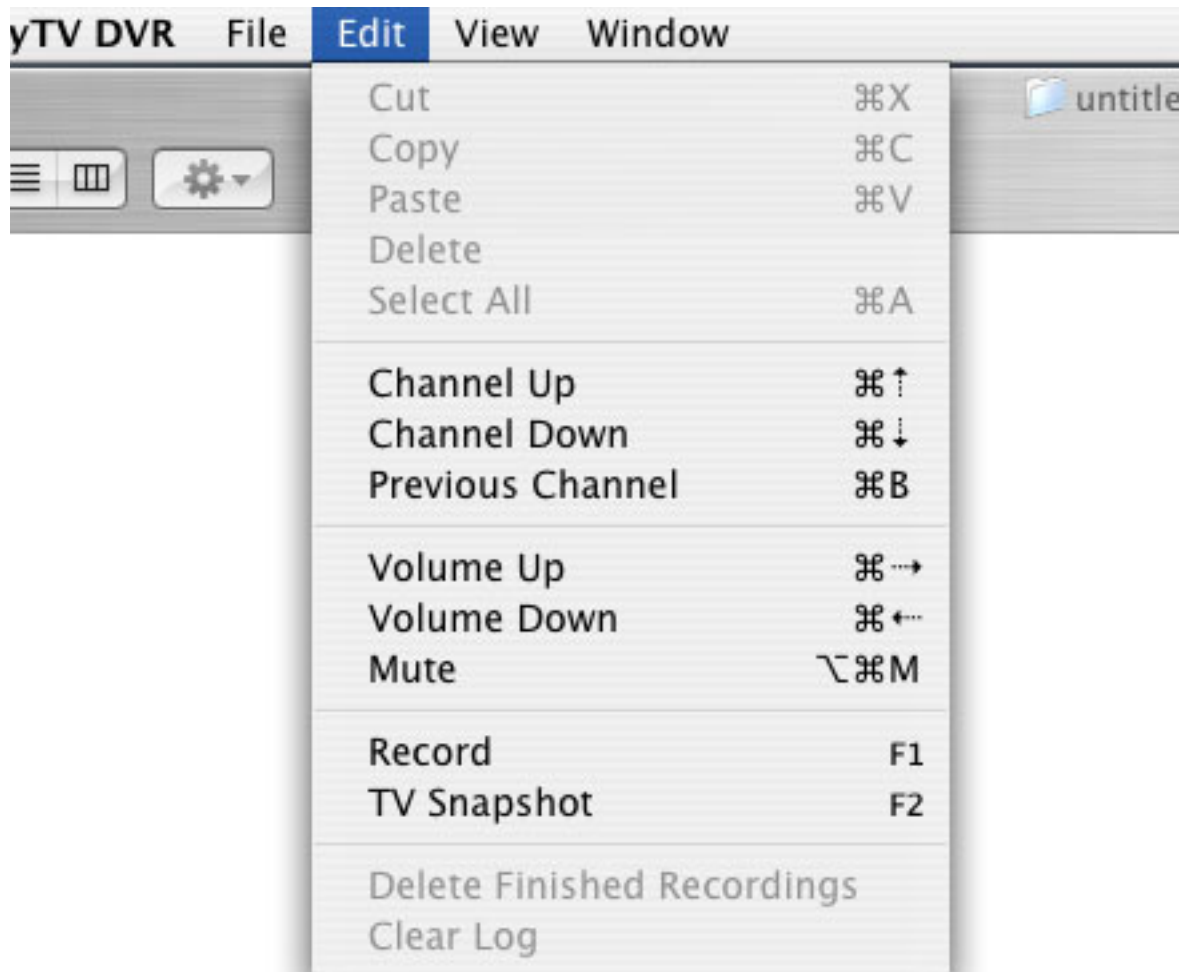 yTV DVR File Edit View Window
untitle
Cut ⌘X
Copy ⌘C
Paste ⌘V
Delete
Select All ⌘A
Channel Up ⌘⇡
Channel Down ⌘⇣
Previous Channel ⌘B
Volume Up ⌘⇢
Volume Down ⌘⇠
Mute ⌥⌘M
Record F1
TV Snapshot F2
Delete Finished Recordings
Clear Log